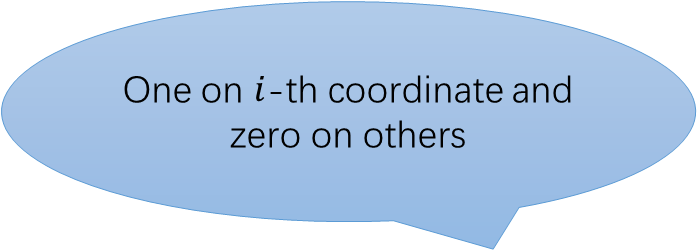 One on i-th coordinate and
zero on others